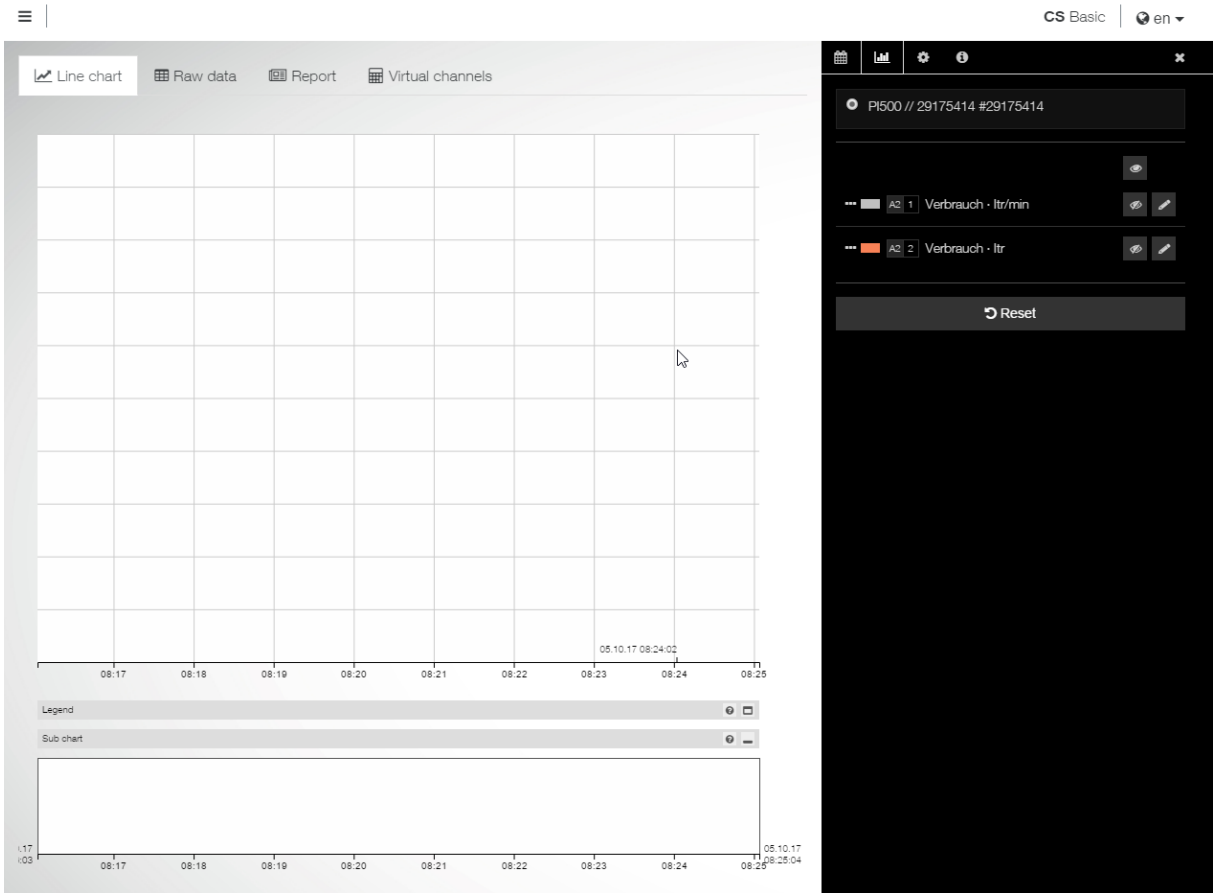 CS Basic
en
Line chart
Raw data
Report
Virtual channels
PI500 // 29175414 #29175414
A2 1 Verbrauch · ltr/min
A2 2 Verbrauch · ltr
Reset
05.10.17 08:24:02
08:17 08:18 08:19 08:20 08:21 08:22 08:23 08:24 08:25
Legend
Sub chart
:.17
:03
08:17 08:18 08:19 08:20 08:21 08:22 08:23 08:24 08:25
05.10.17
08:25:04